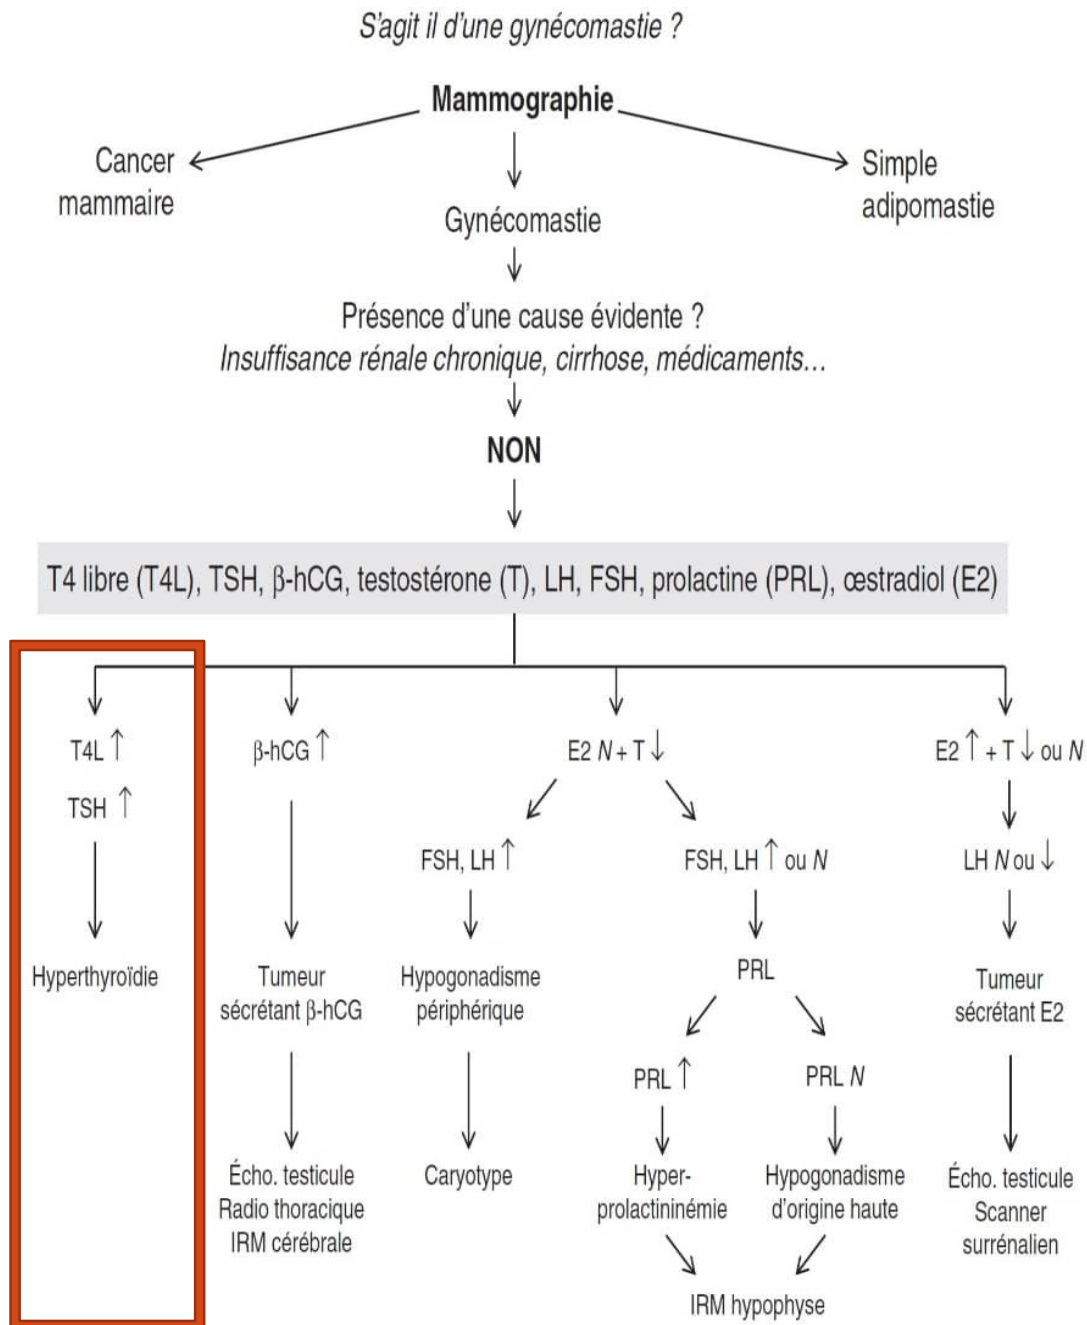 S'agit il d'une gynécomastie ?
Mammographie
Cancer
mammaire
Simple
adipomastie
Gynécomastie
Présence d'une cause évidente ?
Insuffisance rénale chronique, cirrhose, médicaments...
NON
T4 libre (T4L), TSH, β-hCG, testostérone (T), LH, FSH, prolactine (PRL), œstradiol (E2)
T4L ↑
TSH ↑
Hyperthyroïdie
β-hCG ↑
Tumeur
sécrétant β-hCG
Écho. testicule
Radio thoracique
IRM cérébrale
E2 N + T ↓
FSH, LH ↑
Hypogonadisme
périphérique
Caryotype
FSH, LH ↑ ou N
PRL
PRL ↑
Hyper-
prolactininémie
PRL N
Hypogonadisme
d'origine haute
IRM hypophyse
E2 ↑ + T ↓ ou N
LH N ou ↓
Tumeur
sécrétant E2
Écho. testicule
Scanner
surrénalien